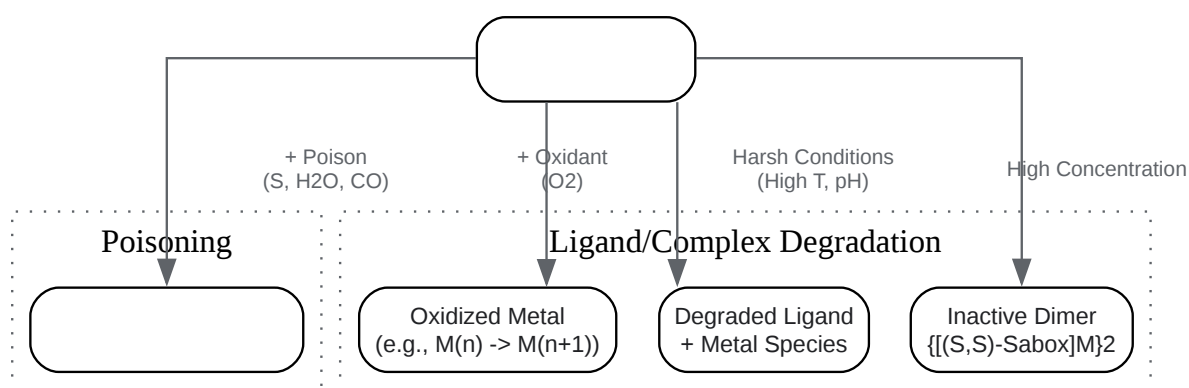 + Poison
(S, H2O, CO)
+ Oxidant
(O2)
Harsh Conditions
(High T, pH)
High Concentration
Poisoning
Ligand/Complex Degradation
Oxidized Metal
(e.g., M(n) -> M(n+1))
Degraded Ligand
+ Metal Species
Inactive Dimer
{[(S,S)-Sabox]M}2